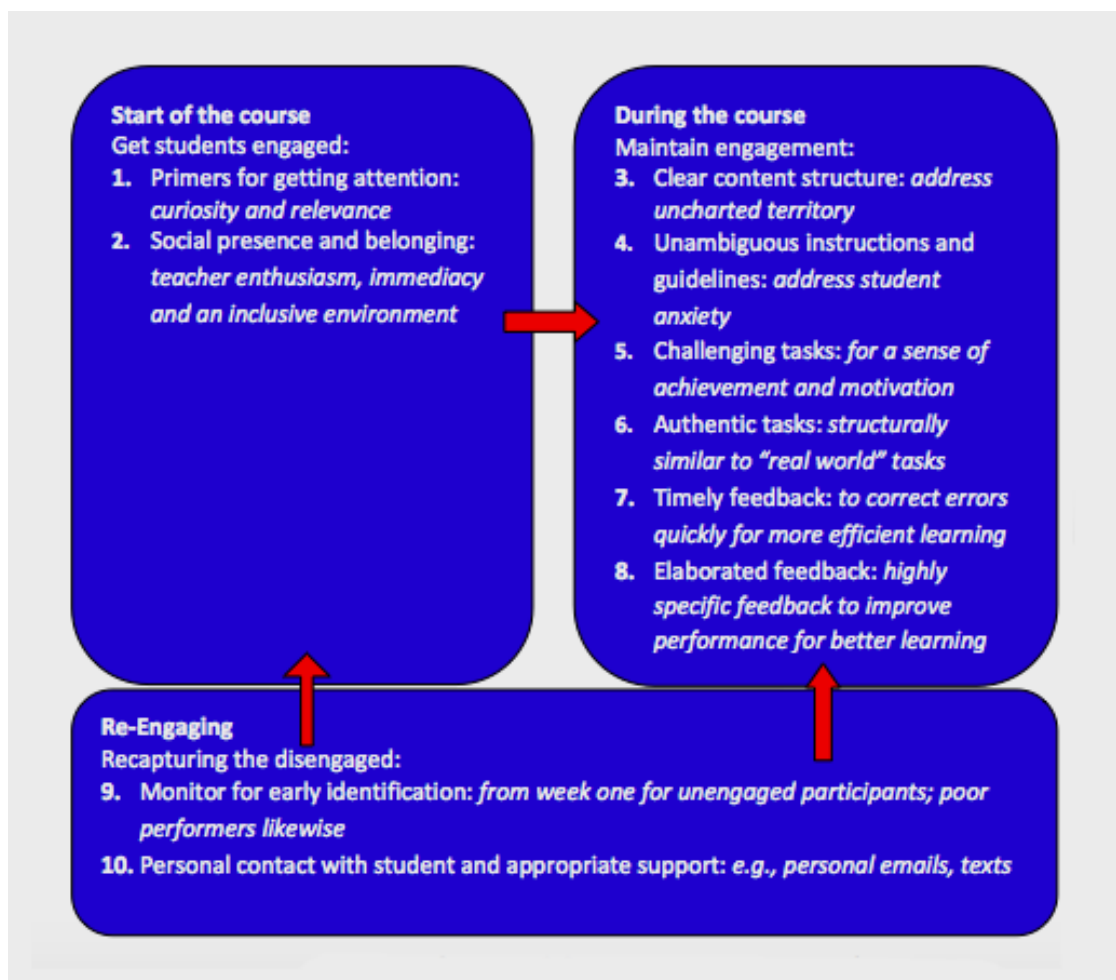 Start of the course
Get students engaged:
1. Primers for getting attention:
curiosity and relevance
2. Social presence and belonging:
teacher enthusiasm, immediacy
and an inclusive environment
During the course
Maintain engagement:
3. Clear content structure: address
uncharted territory
4. Unambiguous instructions and
guidelines: address student
anxiety
5. Challenging tasks: for a sense of
achievement and motivation
6. Authentic tasks: structurally
similar to “real world” tasks
7. Timely feedback: to correct errors
quickly for more efficient learning
8. Elaborated feedback: highly
specific feedback to improve
performance for better learning
Re-Engaging
Recapturing the disengaged:
9. Monitor for early identification: from week one for unengaged participants; poor
performers likewise
10. Personal contact with student and appropriate support: e.g., personal emails, texts